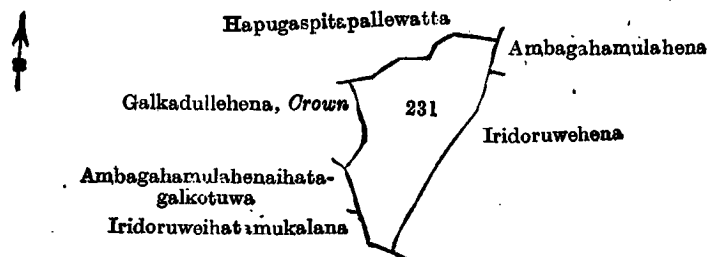 Hapugaspitapallewatta
Ambagahamulahena
Galkadullehena, Crown
231
Iridoruwehena
Ambagahamulahenaihata-
galkotuwa
Iridoruweihatamukalana